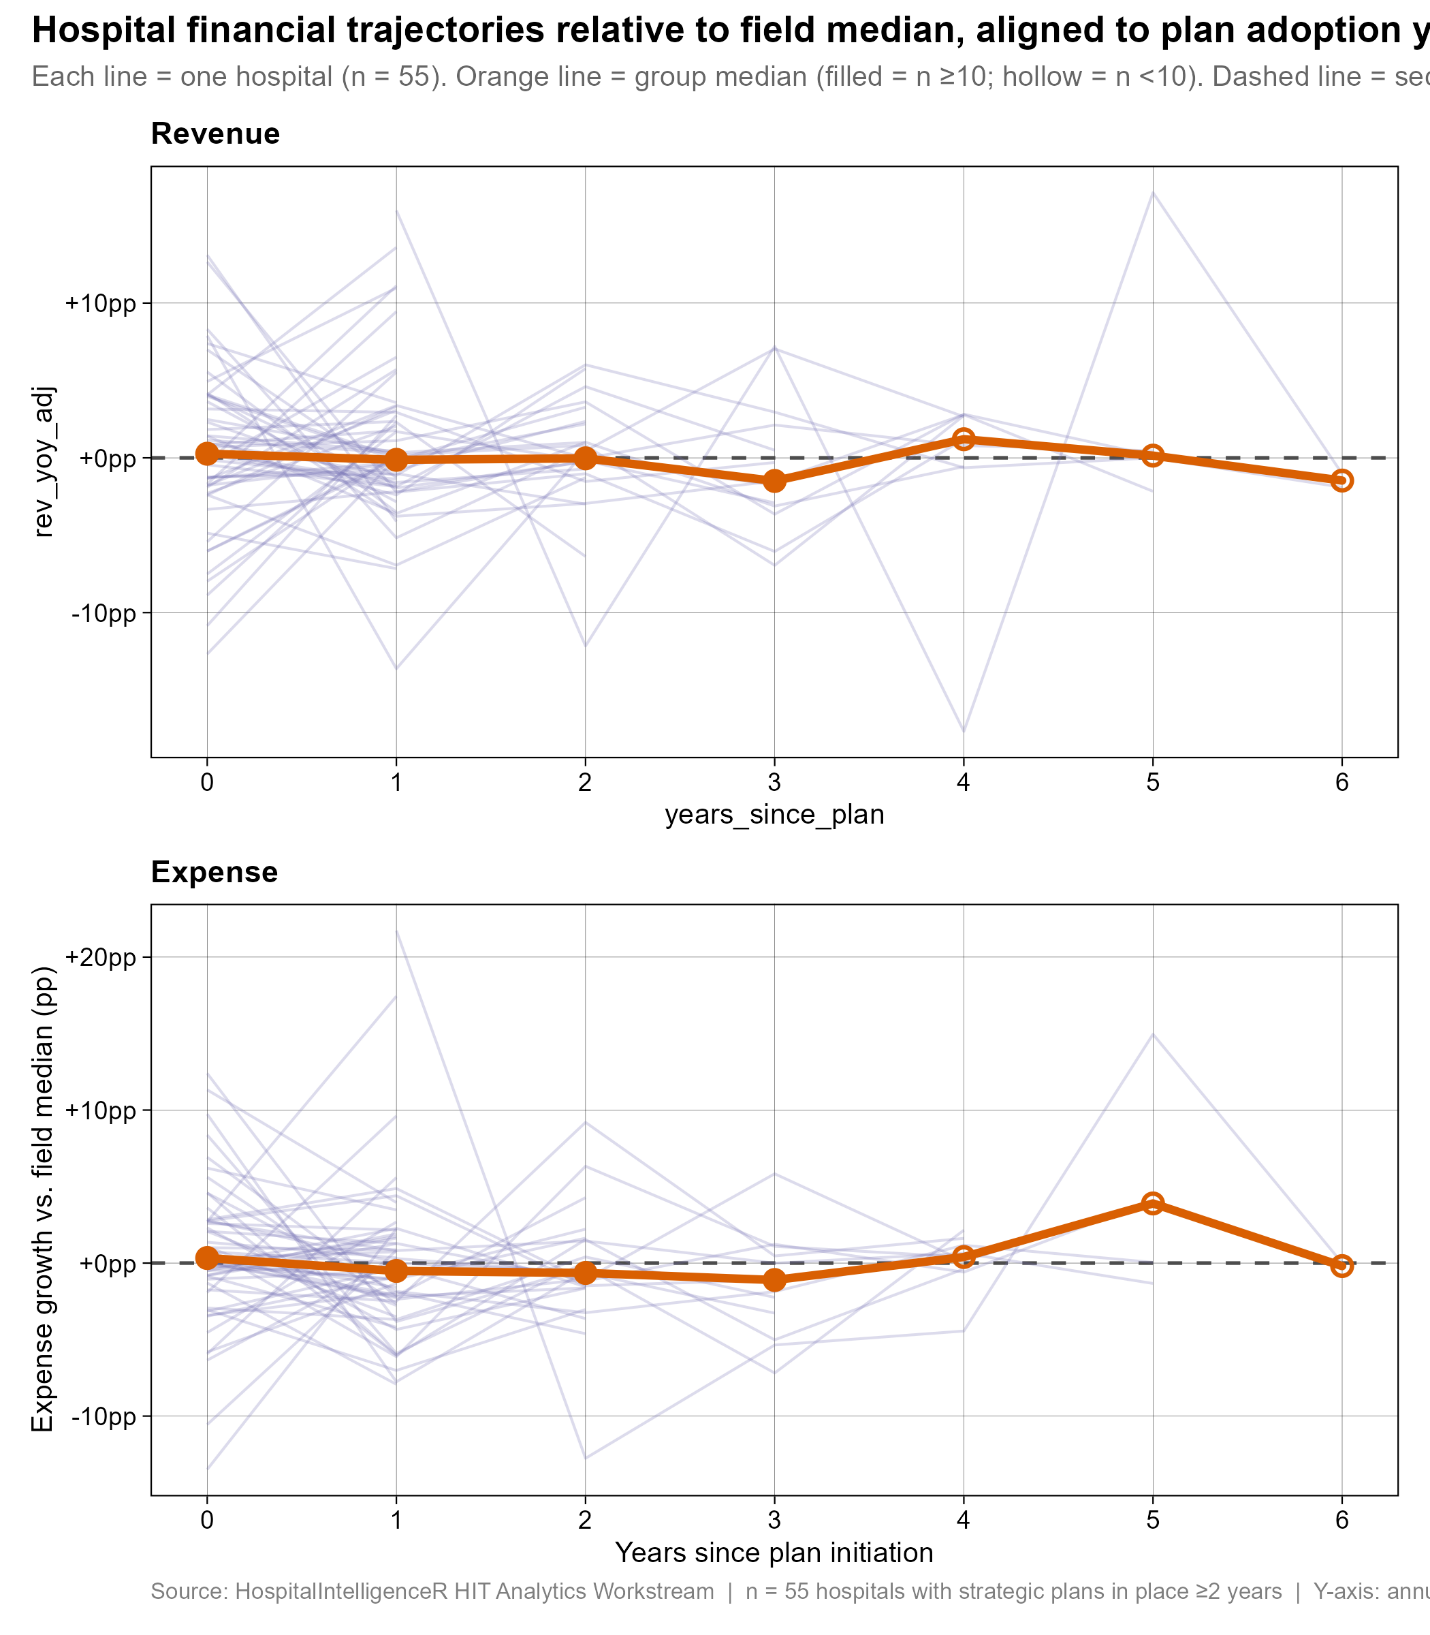 Hospital financial trajectories relative to field median, aligned to plan adoption y
Each line = one hospital (n = 55). Orange line = group median (filled = n ≥10; hollow = n <10). Dashed line = sec
Revenue
+10pp
+0pp
-10pp
rev_yoy_adj
0 1 2 3 4 5 6
years_since_plan
Expense
+20pp
+10pp
+0pp
-10pp
Expense growth vs. field median (pp)
0 1 2 3 4 5 6
Years since plan initiation
Source: HospitalIntelligenceR HIT Analytics Workstream | n = 55 hospitals with strategic plans in place ≥2 years | Y-axis: annu